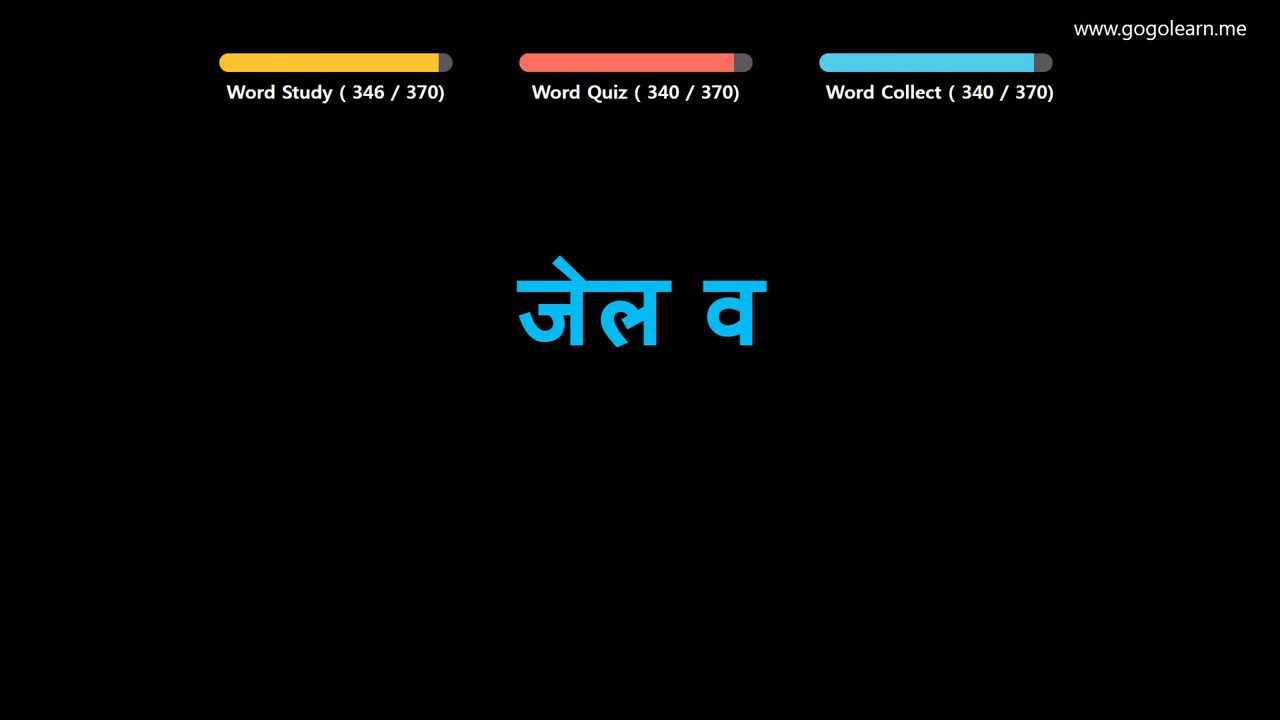 www.gogolearn.me
Word Study ( 346 / 370)
Word Quiz ( 340 / 370)
Word Collect ( 340 / 370)
जेल व